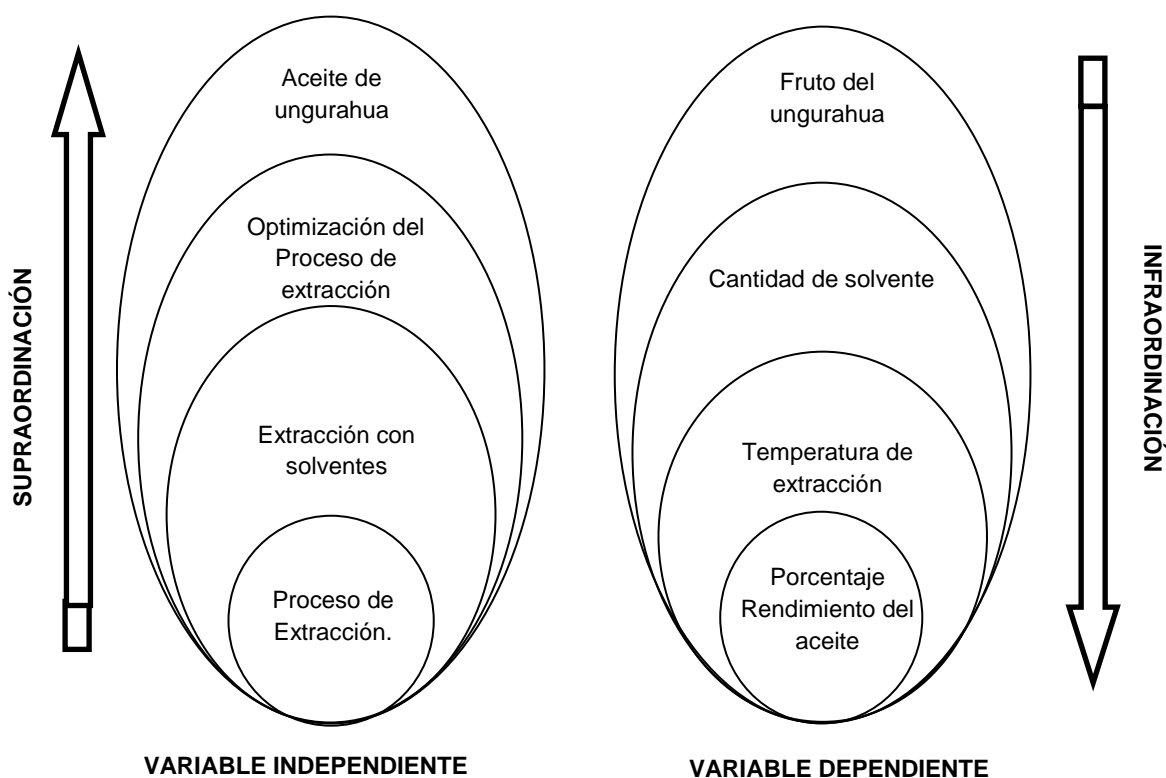 SUPRAORDINACIÓN
Aceite de
ungurahua
Optimización del
Proceso de
extracción
Extracción con
solventes
Proceso de
Extracción.
VARIABLE INDEPENDIENTE
Fruto del
ungurahua
Cantidad de solvente
Temperatura de
extracción
Porcentaje
Rendimiento del
aceite
VARIABLE DEPENDIENTE
INFRAORDINACIÓN